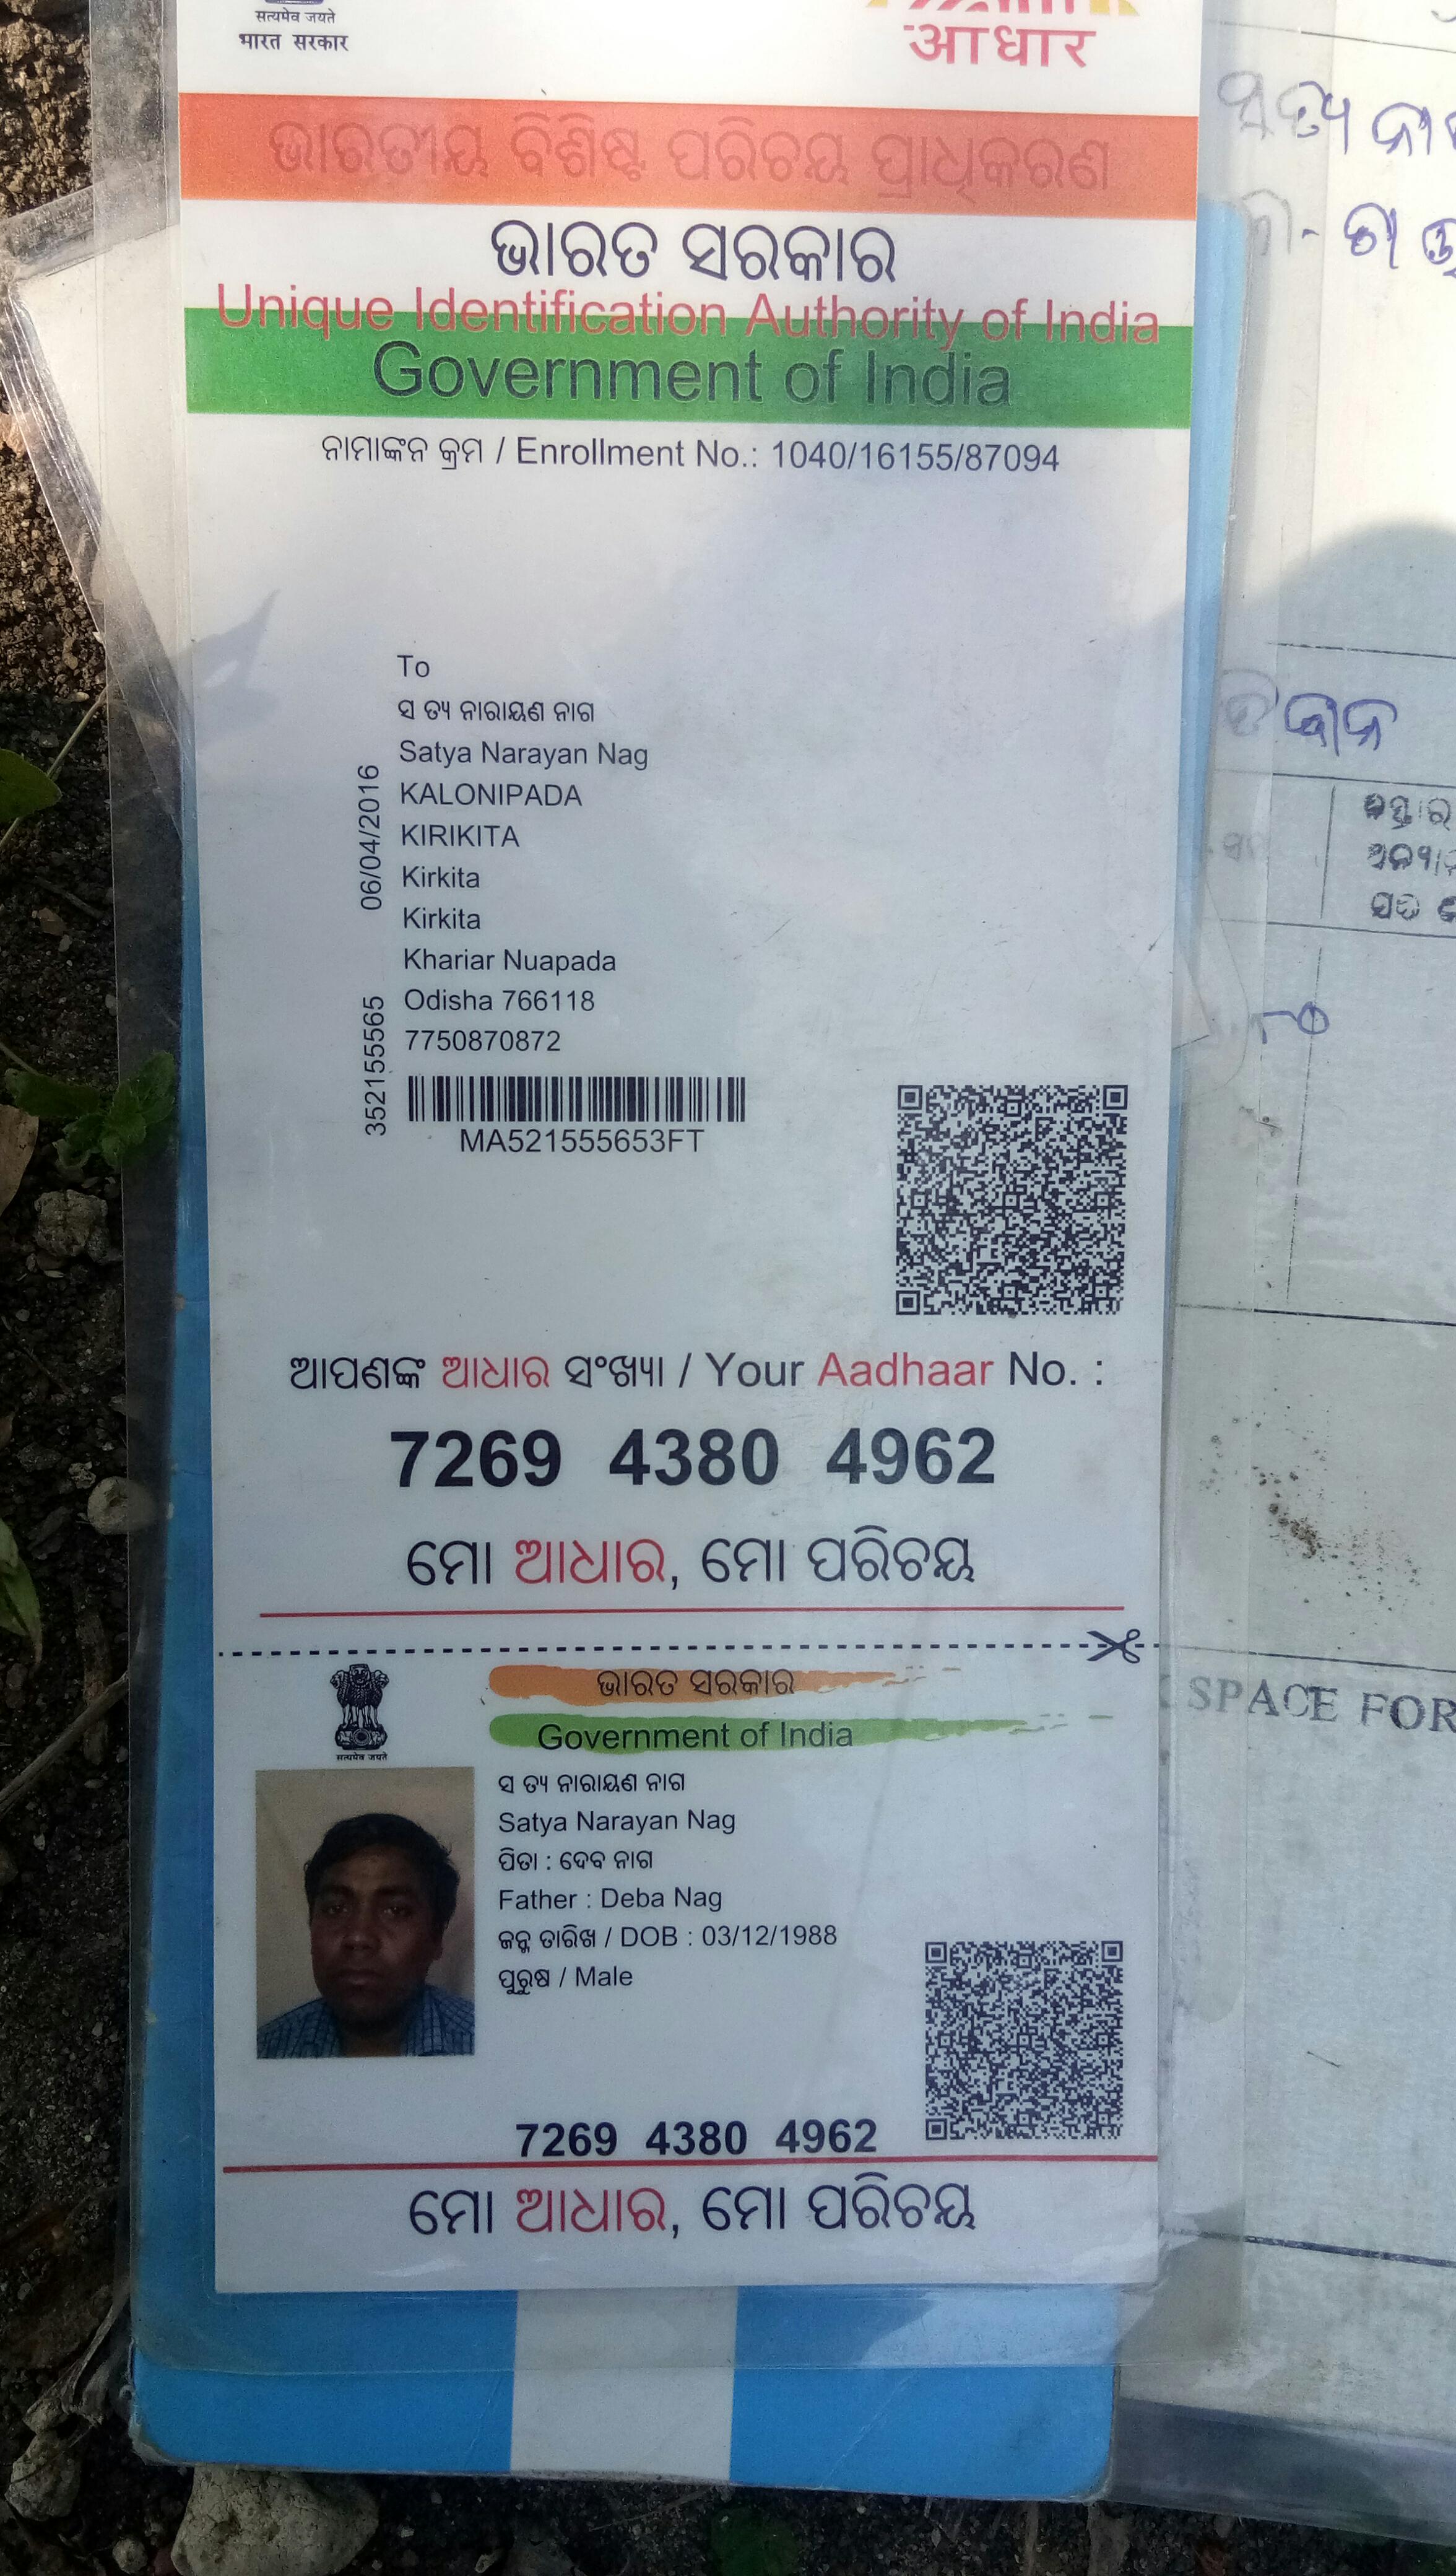 सत्यमेव जयते
भारत सरकार
आधार
ଭାରତୀୟ ବିଶିଷ୍ଟ ପରିଚୟ ପ୍ରାଧିକରଣ
ଭାରତ ସରକାର
Unique Identification Authority of India
Government of India
ନାମାଙ୍କନ କ୍ରମ / Enrollment No.: 1040/16155/87094
To
ସ ତ୍ୟ ନାରାୟଣ ନାଗ
Satya Narayan Nag
KALONIPADA
KIRIKITA
Kirkita
Kirkita
Khariar Nuapada
Odisha 766118
7750870872
06/04/2016
352155565
MA521555653FT
ଆପଣଙ୍କ ଆଧାର ସଂଖ୍ୟା / Your Aadhaar No. :
7269 4380 4962
ମୋ ଆଧାର, ମୋ ପରିଚୟ
सत्यमेव जयते
ଭାରତ ସରକାର
Government of India
ସ ତ୍ୟ ନାରାୟଣ ନାଗ
Satya Narayan Nag
ପିତା : ଦେବ ନାଗ
Father : Deba Nag
ଜନ୍ମ ତାରିଖ / DOB : 03/12/1988
ପୁରୁଷ / Male
7269 4380 4962
ମୋ ଆଧାର, ମୋ ପରିଚୟ
ସତ୍ୟ
SPACE FOR